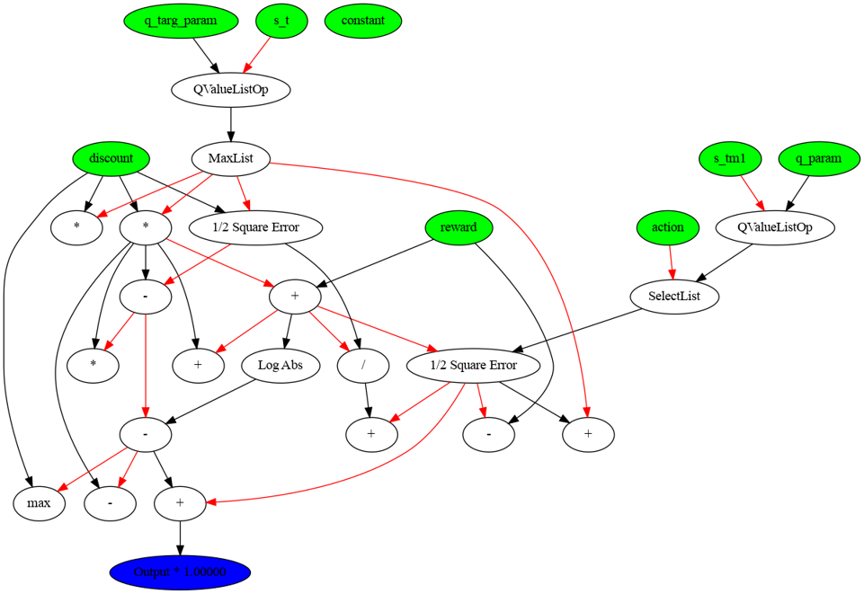 q_targ_param
s_t
constant
QValueListOp
discount
MaxList
s_tm1
q_param
*
*
1/2 Square Error
reward
action
QValueListOp
-
+
SelectList
*
+
Log Abs
/
1/2 Square Error
-
+
-
+
max
-
+
Output * 1.00000